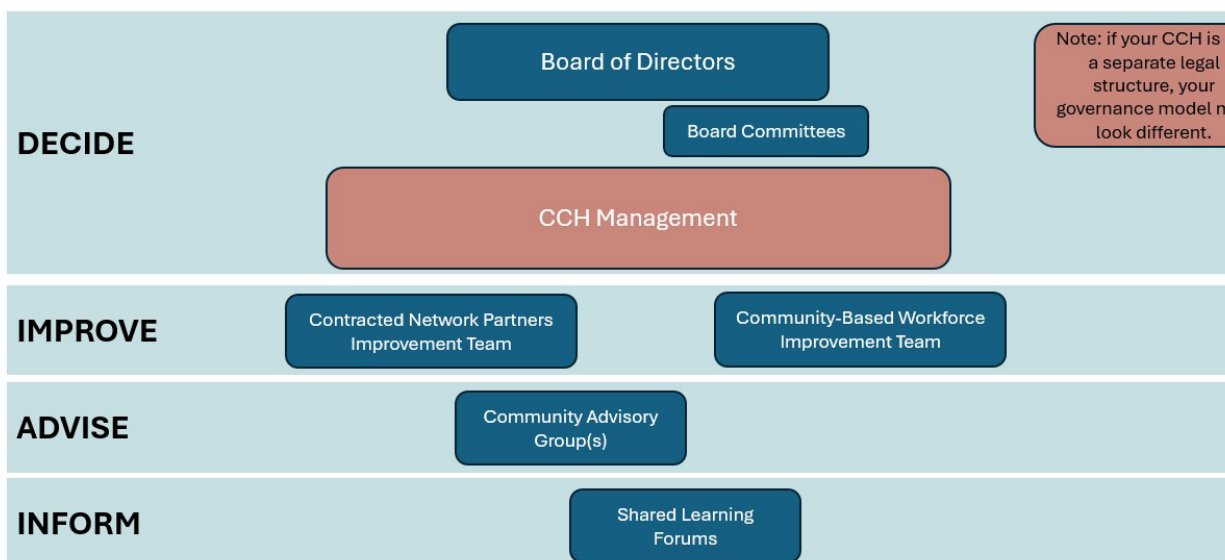 DECIDE
Board of Directors
Board Committees
CCH Management
Note: if your CCH is
a separate legal
structure, your
governance model
look different.
IMPROVE
Contracted Network Partners
Improvement Team
Community-Based Workforce
Improvement Team
ADVISE
Community Advisory
Group(s)
INFORM
Shared Learning
Forums